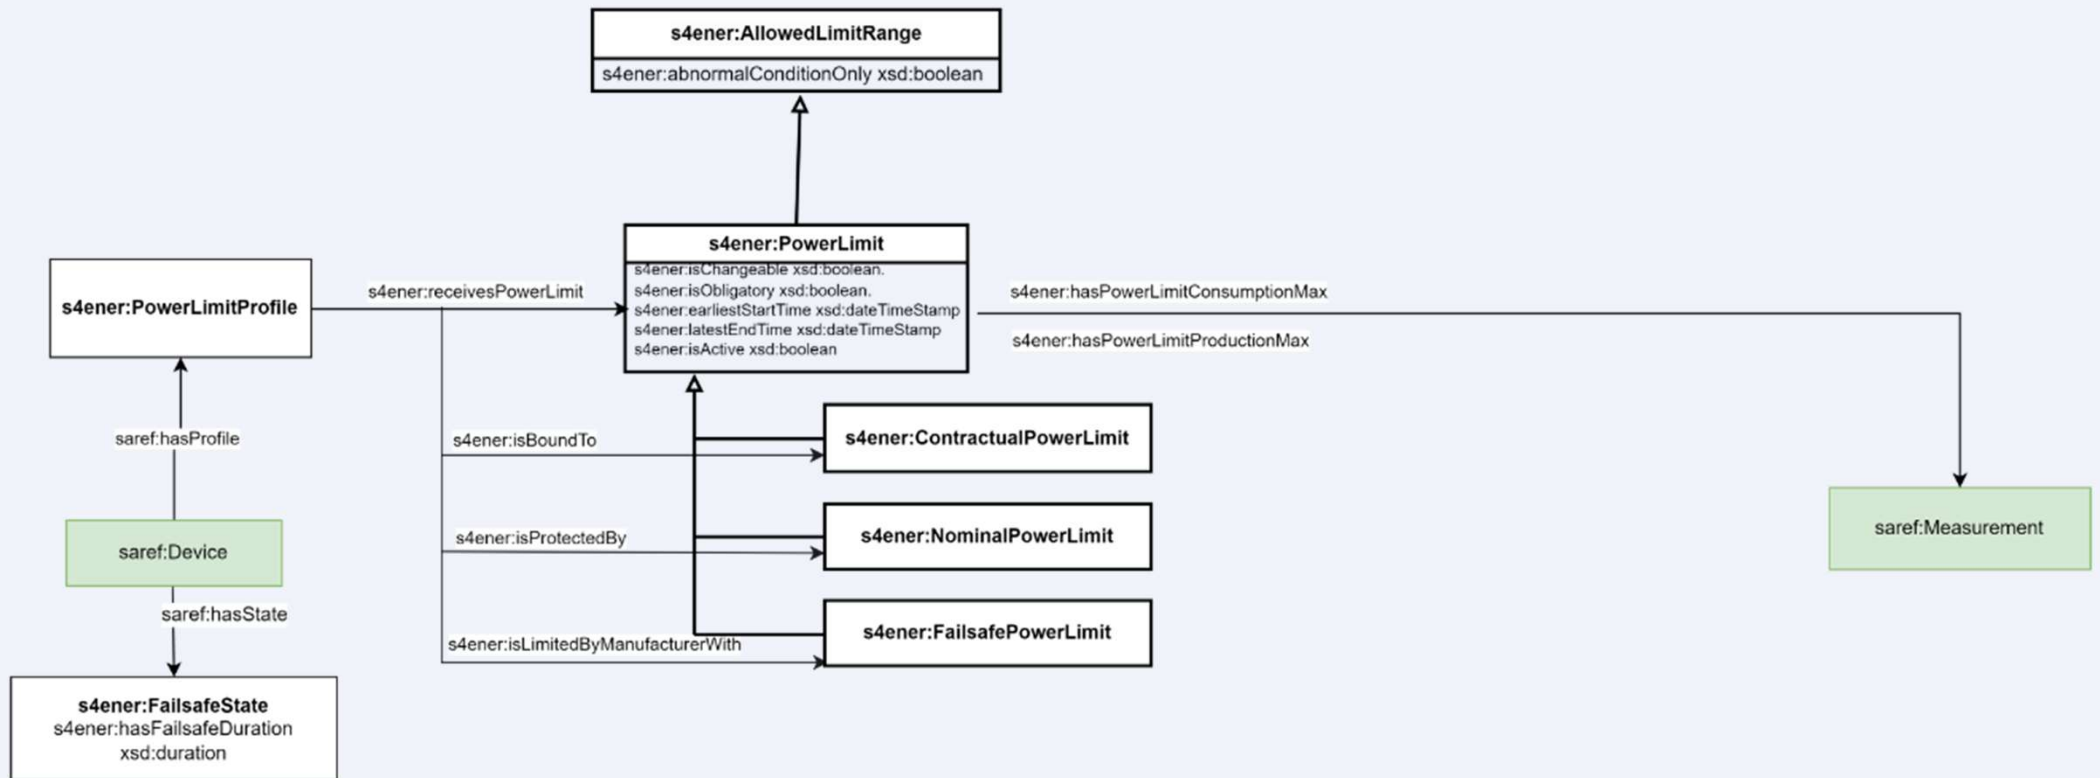 s4ener:AllowedLimitRange
s4ener:abnormalConditionOnly xsd:boolean
s4ener:PowerLimit
s4ener:isChangeable xsd:boolean.
s4ener:isObligatory xsd:boolean.
s4ener:earliestStartTime xsd:dateTimeStamp
s4ener:latestEndTime xsd:dateTimeStamp
s4ener:isActive xsd:boolean
s4ener:PowerLimitProfile
s4ener:receivesPowerLimit
s4ener:hasPowerLimitConsumptionMax
s4ener:hasPowerLimitProductionMax
saref:hasProfile
s4ener:isBoundTo
s4ener:ContractualPowerLimit
saref:Device
s4ener:isProtectedBy
s4ener:NominalPowerLimit
saref:Measurement
saref:hasState
s4ener:isLimitedByManufacturerWith
s4ener:FailsafePowerLimit
s4ener:FailsafeState
s4ener:hasFailsafeDuration
xsd:duration